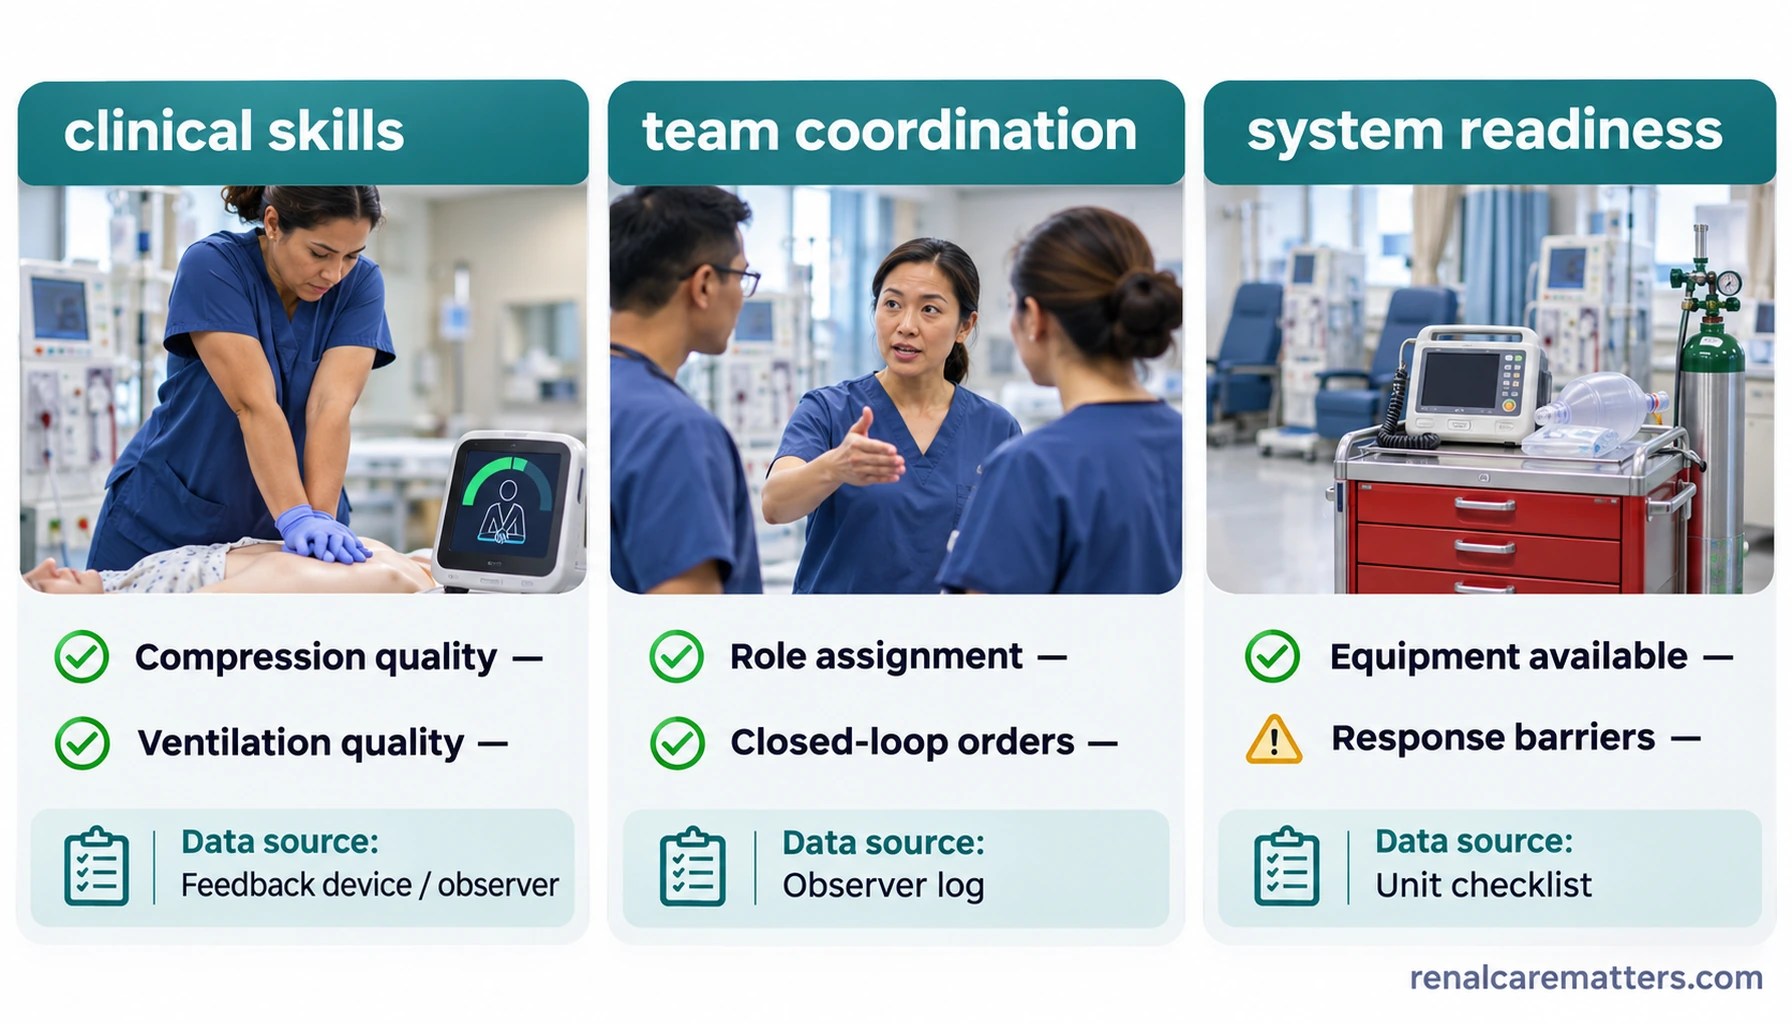 clinical skills
Compression quality —
Ventilation quality —
Data source:
Feedback device / observer
team coordination
Role assignment —
Closed-loop orders —
Data source:
Observer log
system readiness
Equipment available —
Response barriers —
Data source:
Unit checklist
renalcarematters.com